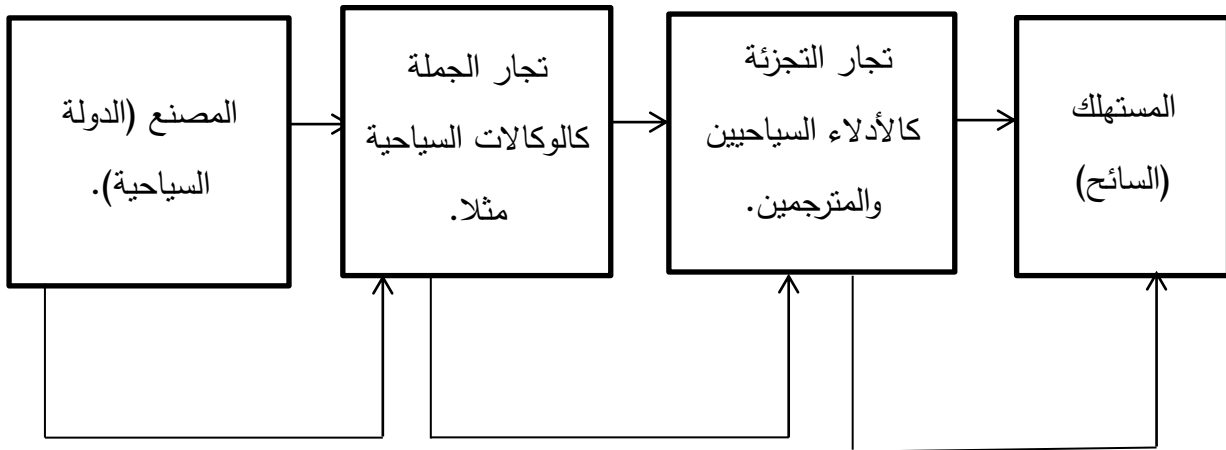 المصنع (الدولة
السياحية).
تجار الجملة
كالوكالات السياحية
مثلا.
تجار التجزئة
كالأدلاء السياحيين
والمترجمين.
المستهلك
(السائح)